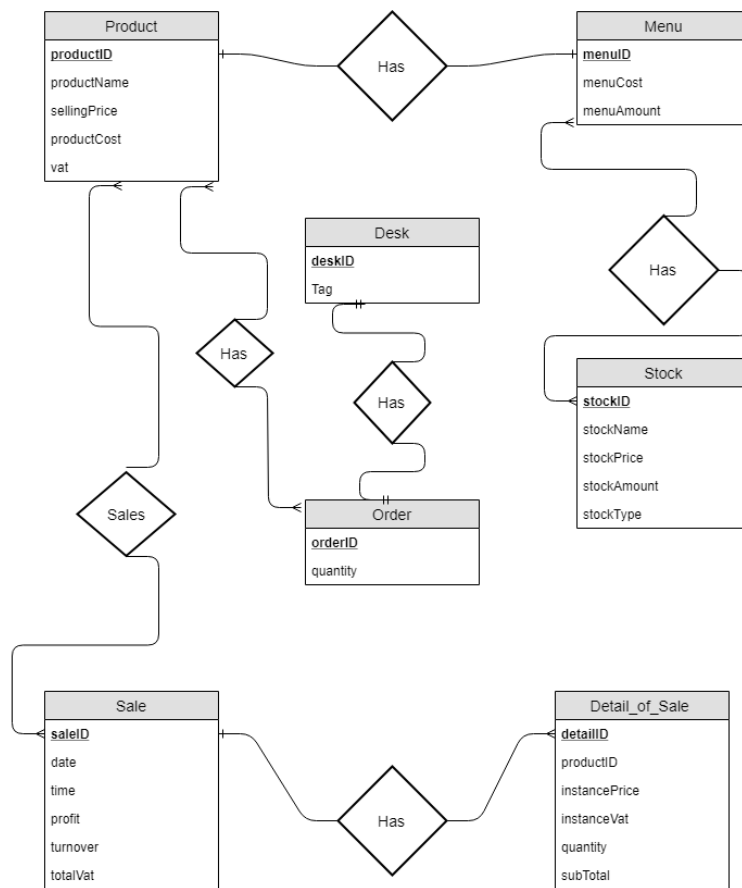 Product
productID
productName
sellingPrice
productCost
vat
Has
Menu
menuID
menuCost
menuAmount
Desk
deskID
Tag
Has
Has
Has
Stock
stockID
stockName
stockPrice
stockAmount
stockType
Sales
Order
orderID
quantity
Sale
saleID
date
time
profit
turnover
totalVat
Has
Detail_of_Sale
detailID
productID
instancePrice
instanceVat
quantity
subTotal